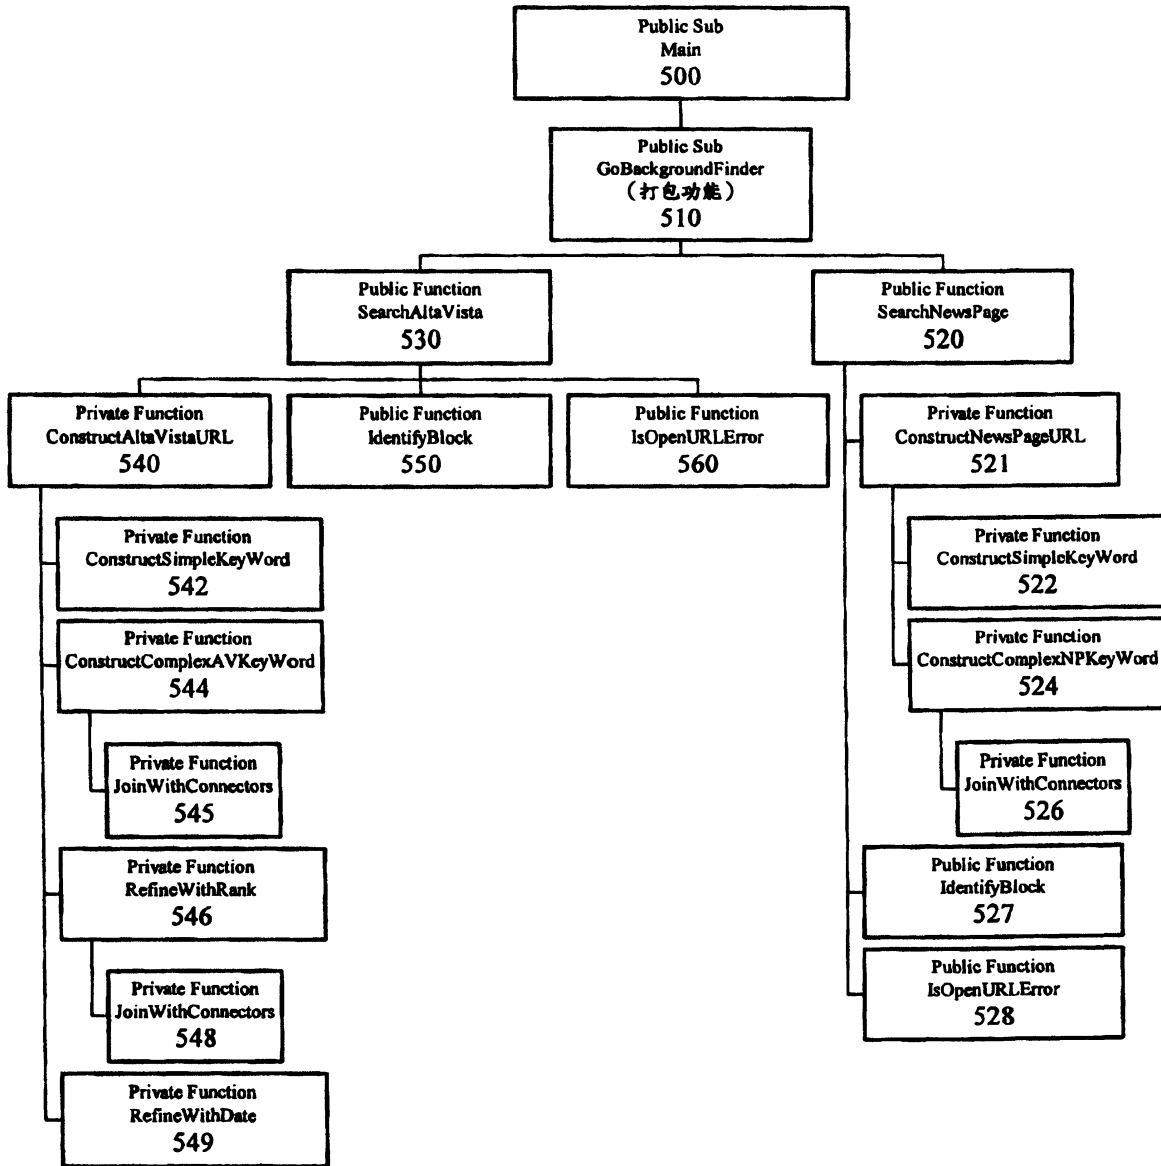 Public Sub
Main
500
Public Sub
GoBackgroundFinder
（打包功能）
510
Public Function
SearchAltaVista
530
Public Function
SearchNewsPage
520
Private Function
ConstructAltaVistaURL
540
Public Function
IdentifyBlock
550
Public Function
IsOpenURLError
560
Private Function
ConstructNewsPageURL
521
Private Function
ConstructSimpleKeyWord
542
Private Function
ConstructSimpleKeyWord
522
Private Function
ConstructComplexAVKeyWord
544
Private Function
ConstructComplexNPKeyWord
524
Private Function
JoinWithConnectors
545
Private Function
JoinWithConnectors
526
Private Function
RefineWithRank
546
Public Function
IdentifyBlock
527
Private Function
JoinWithConnectors
548
Public Function
IsOpenURLError
528
Private Function
RefineWithDate
549